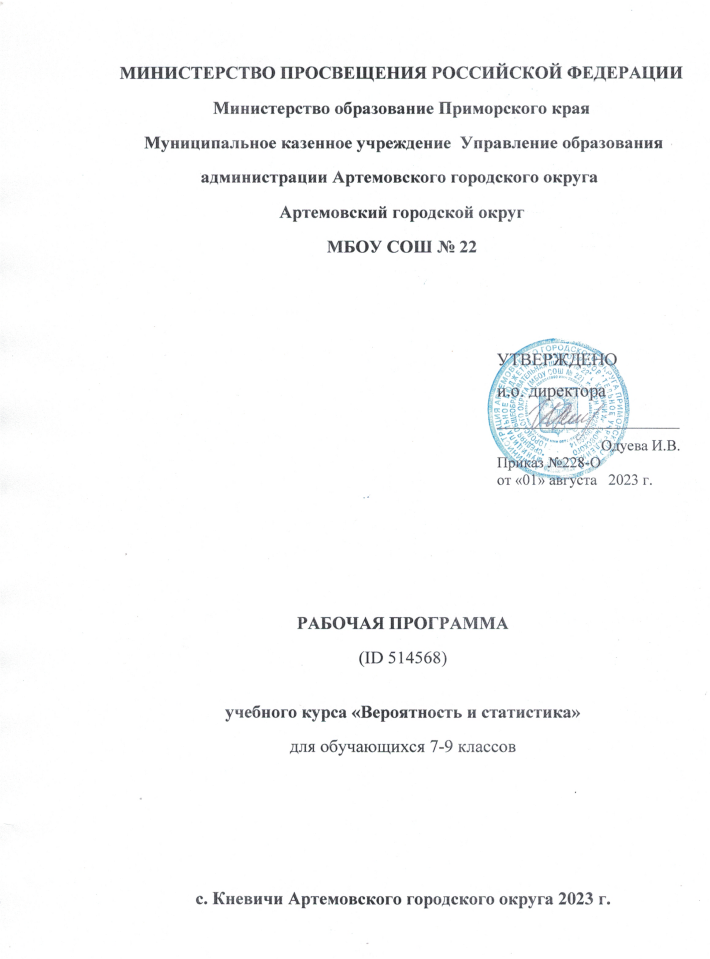 МИНИСТЕРСТВО ПРОСВЕЩЕНИЯ РОССИЙСКОЙ ФЕДЕРАЦИИ
Министерство образование Приморского края
Муниципальное казенное учреждение  Управление образования
администрации Артемовского городского округа
Артемовский городской округ
МБОУ СОШ № 22
УТВЕРЖДЕНО
и.о. директора
Одуева И.В.
Приказ №228-О
от «01» августа   2023 г.
РАБОЧАЯ ПРОГРАММА
(ID 514568)
учебного курса «Вероятность и статистика»
для обучающихся 7-9 классов
с. Кневичи Артемовского городского округа 2023 г.